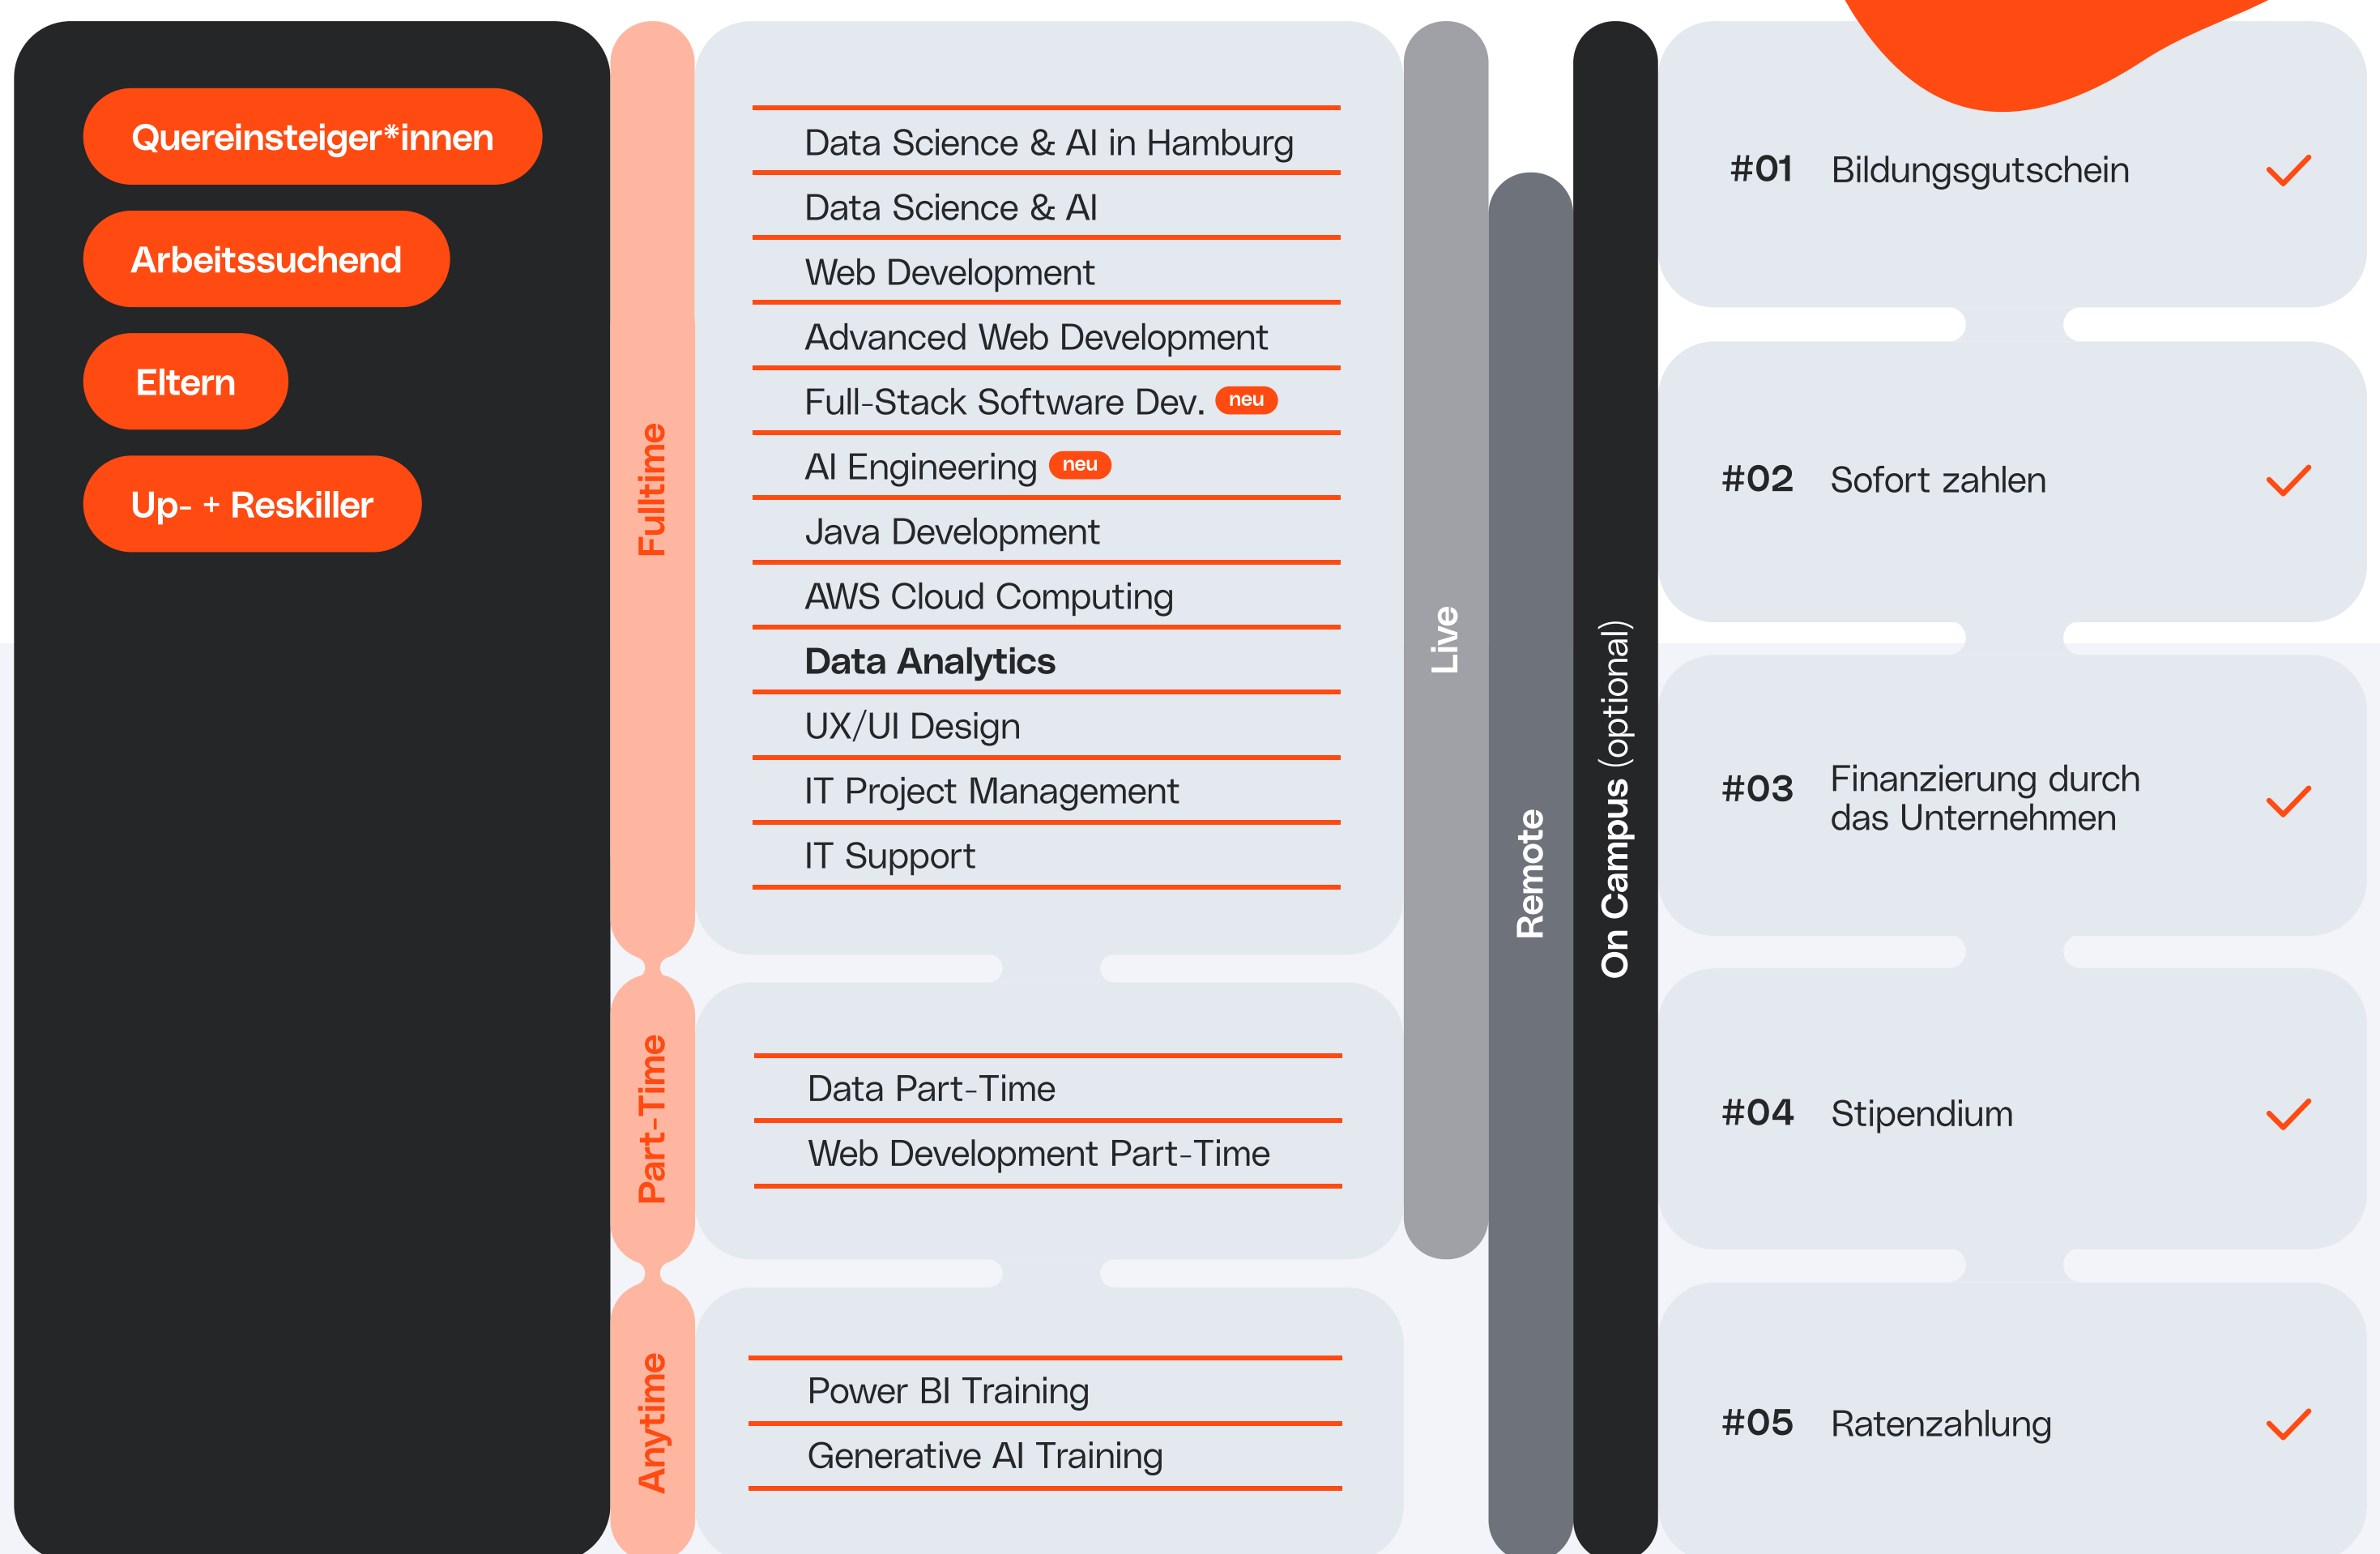 Quereinsteiger*innen
Arbeitssuchend
Eltern
Up- + Reskiller
Fulltime
Data Science & AI in Hamburg
Data Science & AI
Web Development
Advanced Web Development
Full-Stack Software Dev. neu
AI Engineering neu
Java Development
AWS Cloud Computing
Data Analytics
UX/UI Design
IT Project Management
IT Support
Part-Time
Data Part-Time
Web Development Part-Time
Anytime
Power BI Training
Generative AI Training
Live
Remote
On Campus (optional)
#01 Bildungsgutschein
#02 Sofort zahlen
#03 Finanzierung durch
das Unternehmen
#04 Stipendium
#05 Ratenzahlung